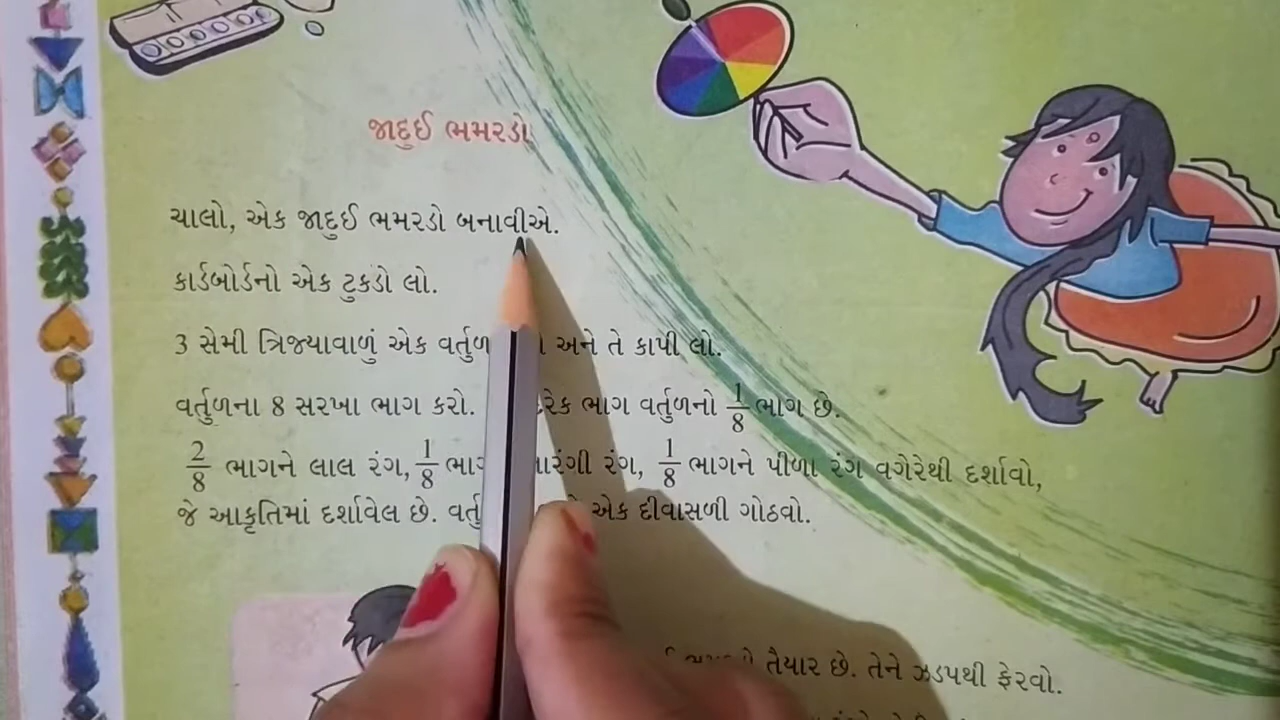 જાદુઈ ભમરડો
ચાલો, એક જાદુઈ ભમરડો બનાવીએ.
કાર્ડબોર્ડનો એક ટુકડો લો.
3 સેમી ત્રિજ્યાવાળું એક વર્તુળ અને તે કાપી લો.
વર્તુળના 8 સરખા ભાગ કરો. દરેક ભાગ વર્તુળનો 1/8 ભાગ છે.
2/8 ભાગને લાલ રંગ, 1/8 નારંગી રંગ, 1/8 ભાગને પીળા રંગ વગેરેથી દર્શાવો,
જે આકૃતિમાં દર્શાવેલ છે. એક દીવાસળી ગોઠવો.
તૈયાર છે. તેને ઝડપથી ફેરવો.